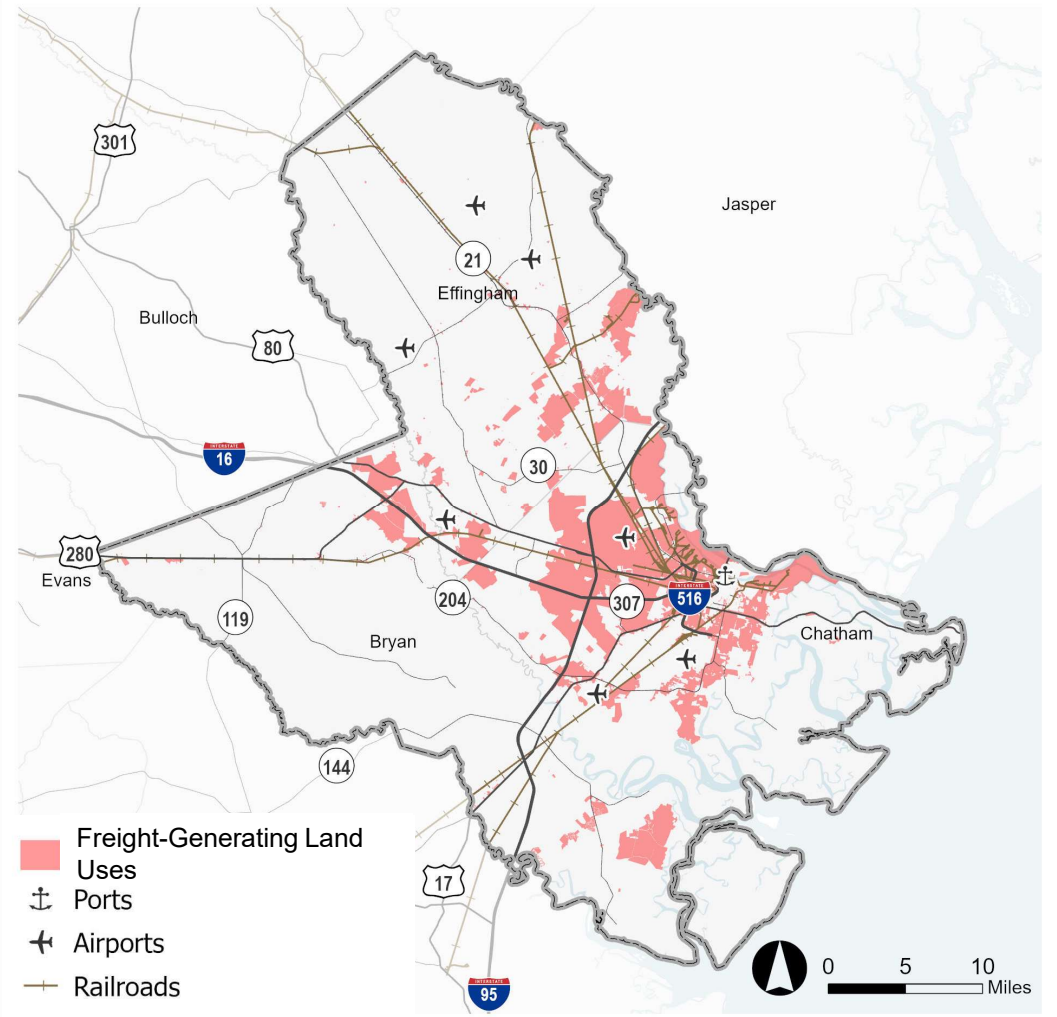 301
Jasper
21
Effingham
Bulloch
80
INTERSTATE
16
30
280
Evans
204
307
INTERSTATE
516
119
Bryan
Chatham
144
Freight-Generating Land
Uses
Ports
Airports
Railroads
17
INTERSTATE
95
0 5 10
Miles